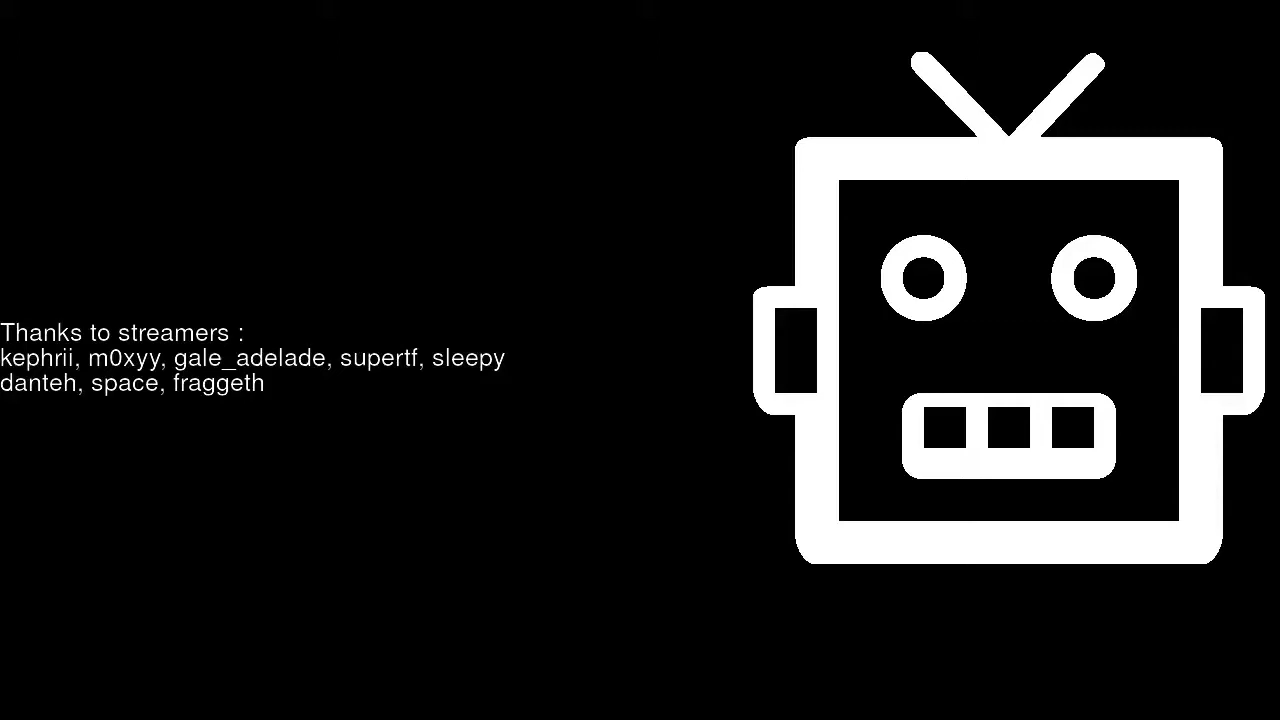 Thanks to streamers :
kephrii, m0xyy, gale_adelade, supertf, sleepy
danteh, space, fraggeth